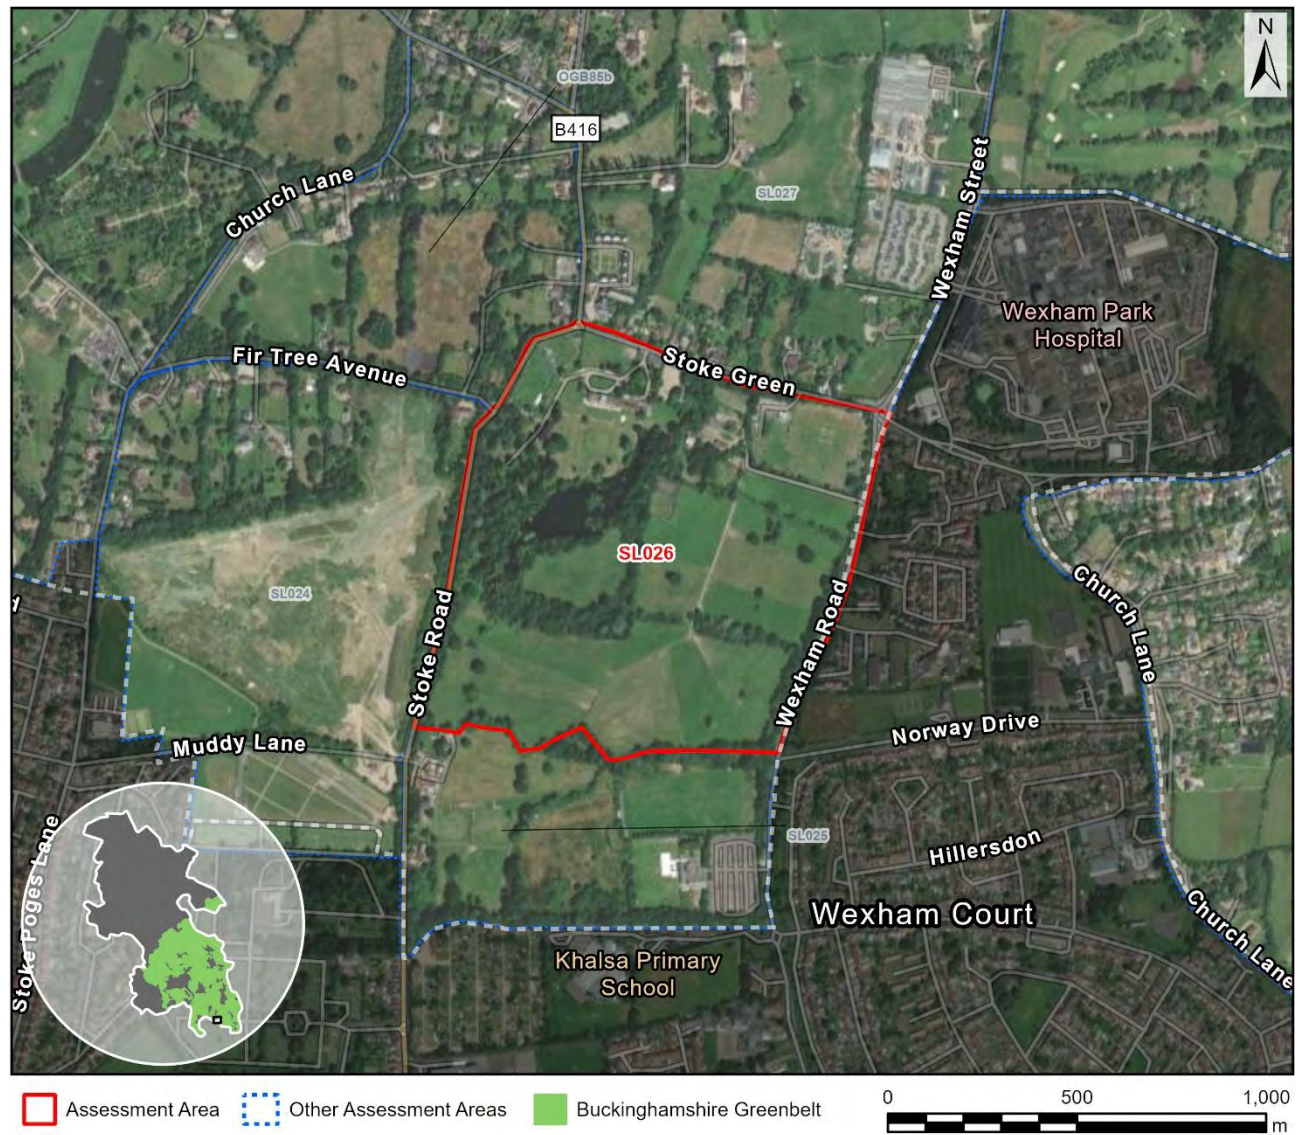 N
OGB85b
B416
SL027
Church Lane
Wexham Street
Wexham Park
Hospital
Fir Tree Avenue
Stoke Green
SL026
SL024
Church Lane
Stoke Road
Wexham Road
Norway Drive
Muddy Lane
SL025
Hillersdon
Stoke Poges Lane
Wexham Court
Church Lane
Khalsa Primary
School
Assessment Area
Other Assessment Areas
Buckinghamshire Greenbelt
0
500
1,000
m